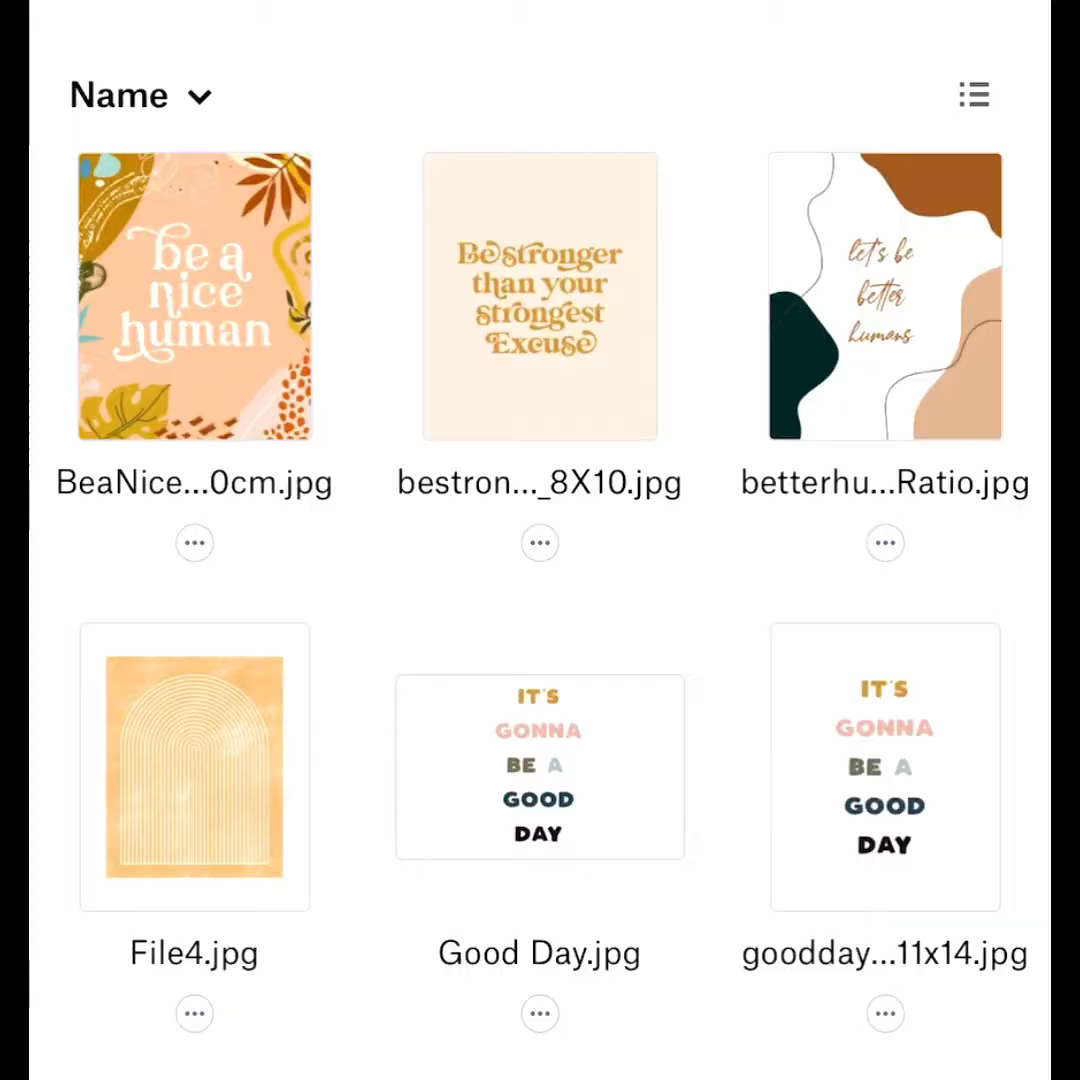 Name
be a
nice
human
Be stronger
than your
strongest
Excuse
let's be
better
humans
BeaNice...0cm.jpg
bestron..._8X10.jpg
betterhu...Ratio.jpg
IT'S
GONNA
BE A
GOOD
DAY
IT'S
GONNA
BE A
GOOD
DAY
File4.jpg
Good Day.jpg
goodday...11x14.jpg